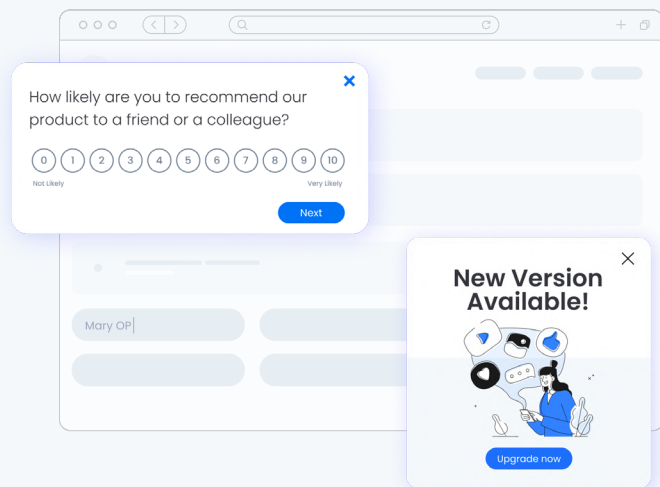 How likely are you to recommend our
product to a friend or a colleague?
0 1 2 3 4 5 6 7 8 9 10
Not Likely Very Likely
Next
Mary OP
New Version
Available!
Upgrade now